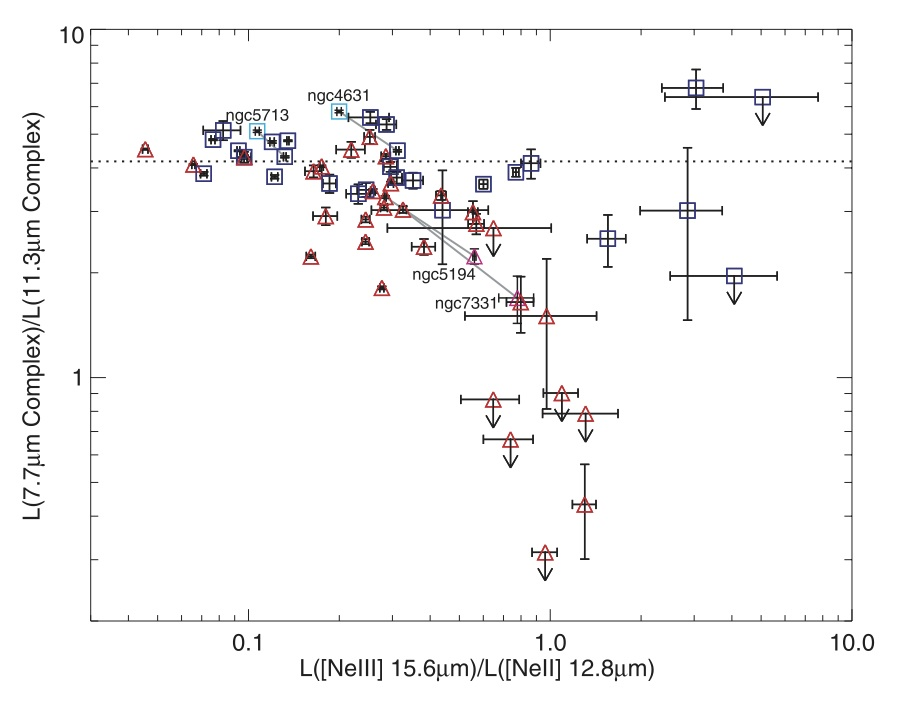 10
ngc4631
ngc5713
ngc5194
ngc7331
1
0.1
1.0
10.0
L([NeIII] 15.6μm)/L([NeII] 12.8μm)
L(7.7μm Complex)/L(11.3μm Complex)